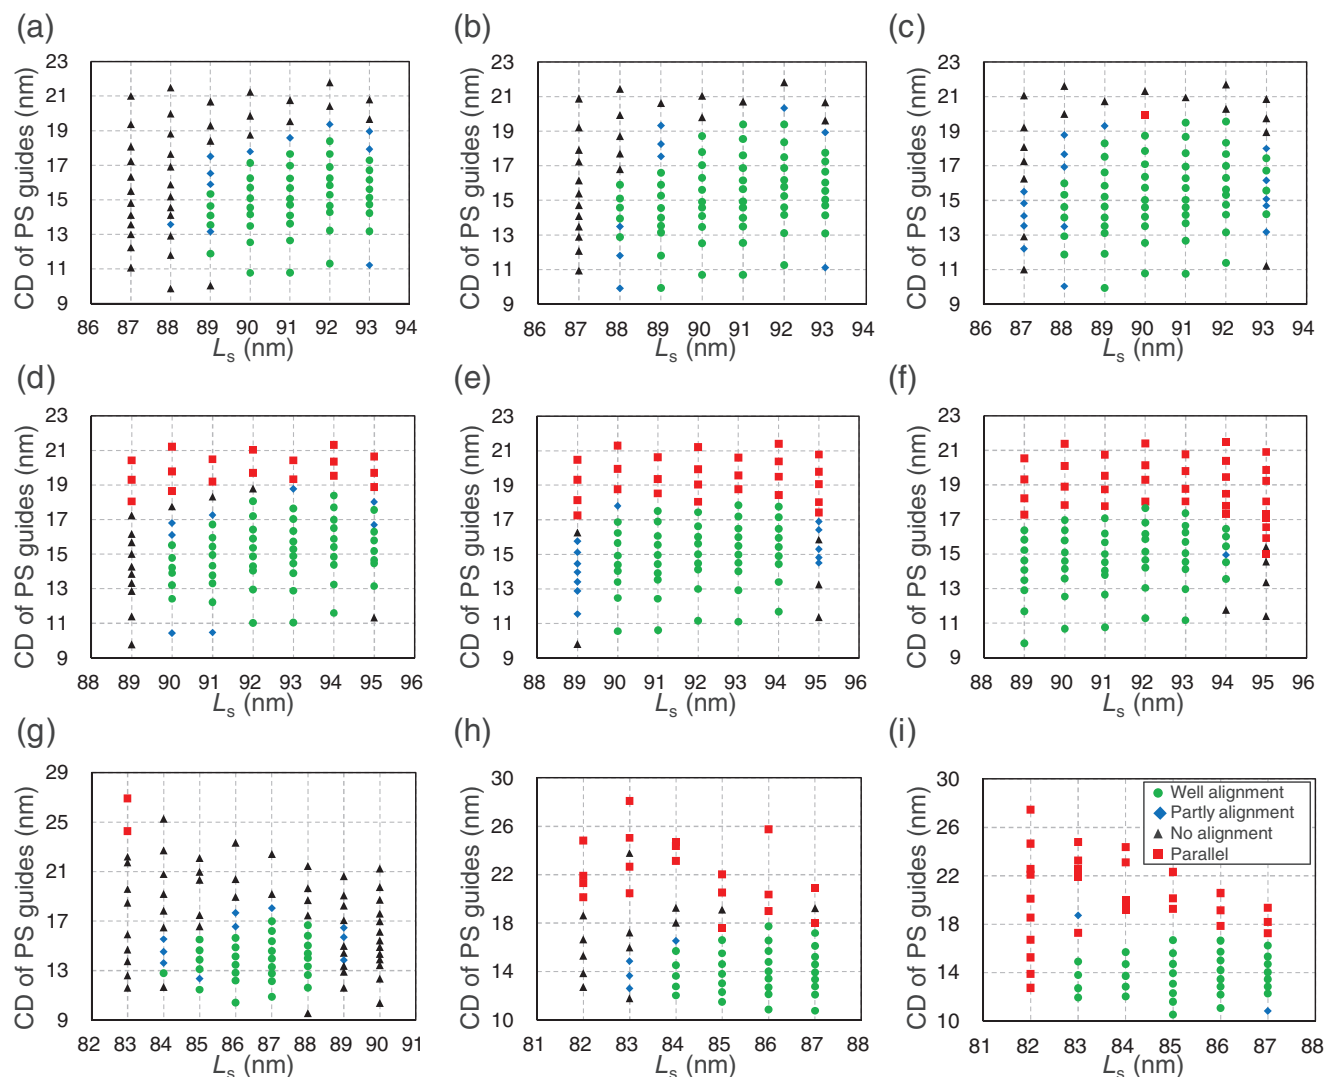 (a)
(b)
(c)
CD of PS guides (nm)
23
21
19
17
15
13
11
9
86 87 88 89 90 91 92 93 94
Ls (nm)
CD of PS guides (nm)
23
21
19
17
15
13
11
9
86 87 88 89 90 91 92 93 94
Ls (nm)
CD of PS guides (nm)
23
21
19
17
15
13
11
9
86 87 88 89 90 91 92 93 94
Ls (nm)
(d)
(e)
(f)
CD of PS guides (nm)
23
21
19
17
15
13
11
9
88 89 90 91 92 93 94 95 96
Ls (nm)
CD of PS guides (nm)
23
21
19
17
15
13
11
9
88 89 90 91 92 93 94 95 96
Ls (nm)
CD of PS guides (nm)
23
21
19
17
15
13
11
9
88 89 90 91 92 93 94 95 96
Ls (nm)
(g)
(h)
(i)
CD of PS guides (nm)
29
25
21
17
13
9
82 83 84 85 86 87 88 89 90 91
Ls (nm)
CD of PS guides (nm)
30
26
22
18
14
10
81 82 83 84 85 86 87 88
Ls (nm)
CD of PS guides (nm)
30
26
22
18
14
10
81 82 83 84 85 86 87 88
Ls (nm)
Well alignment
Partly alignment
No alignment
Parallel